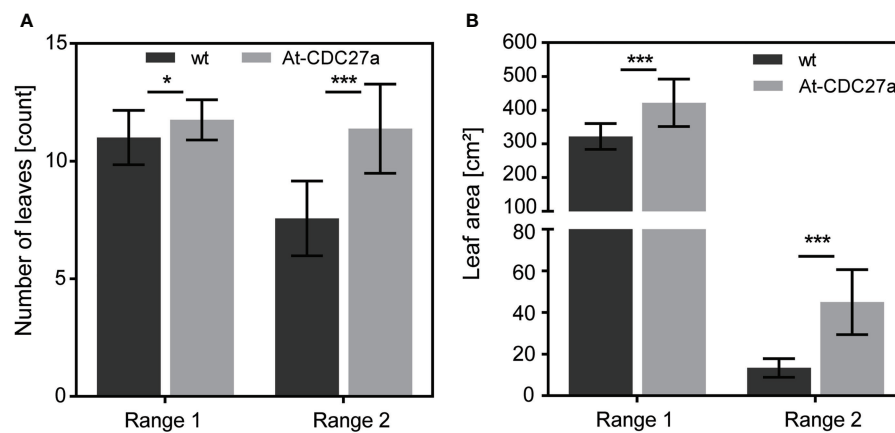 A
Number of leaves [count]
15
10
5
0
wt
At-CDC27a
*
***
Range 1
Range 2
B
Leaf area [cm²]
600
500
400
300
200
100
80
60
40
20
0
wt
At-CDC27a
***
***
Range 1
Range 2